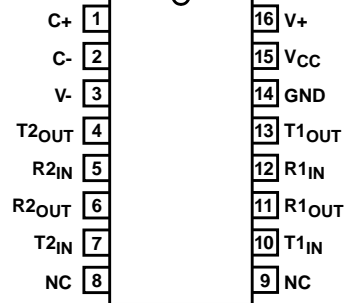 C+ 1 16 V+
C- 2 15 VCC
V- 3 14 GND
T2OUT 4 13 T1OUT
R2IN 5 12 R1IN
R2OUT 6 11 R1OUT
T2IN 7 10 T1IN
NC 8 9 NC